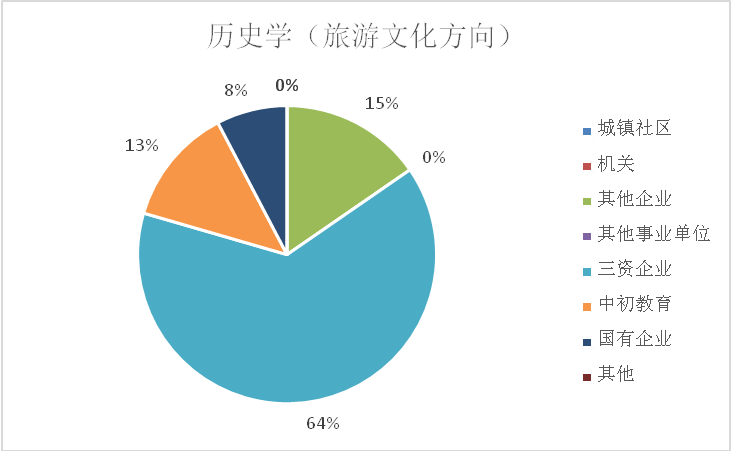 历史学（旅游文化方向）
0%
8%
15%
13%
0%
64%
城镇社区
机关
其他企业
其他事业单位
三资企业
中初教育
国有企业
其他